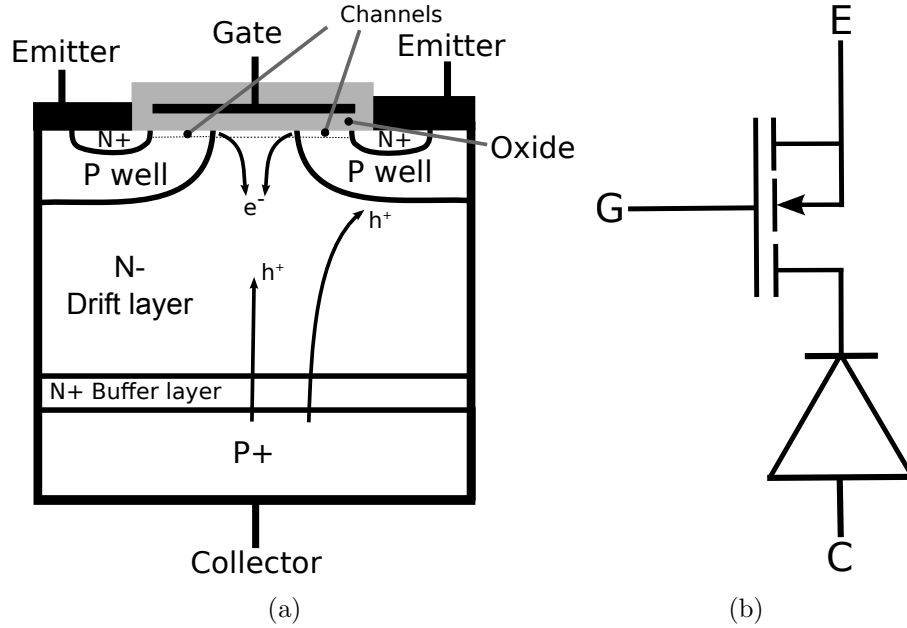 Channels
Gate
Emitter
Emitter
N+
N+
Oxide
P well
P well
e-
h+
N-
Drift layer
h+
N+ Buffer layer
P+
Collector
(a)
E
G
C
(b)